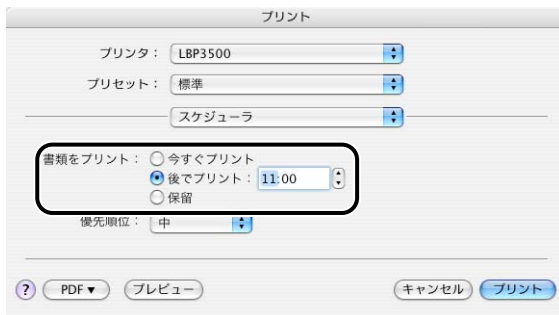 プリント
プリンタ： LBP3500
プリセット： 標準
スケジューラ
書類をプリント： 今すぐプリント
後でプリント： 11:00
保留
優先順位： 中
? PDF▼ プレビュー キャンセル プリント